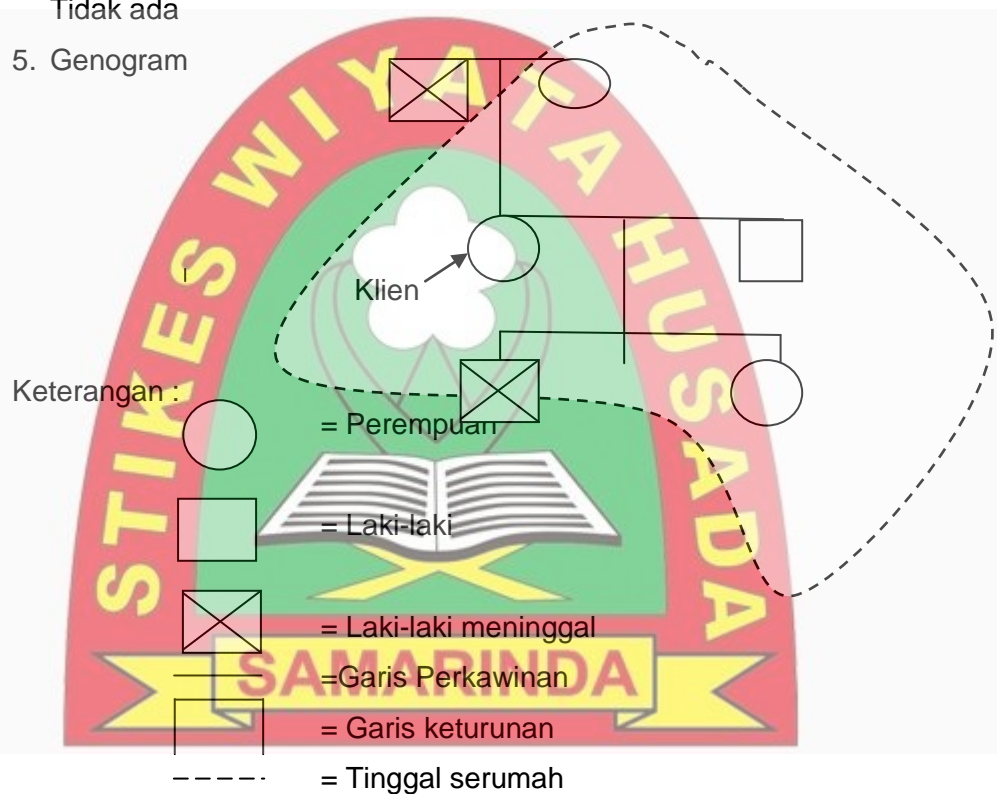 Tidak ada
5. Genogram
STIKES WIYATA HUSADA
Klien
Keterangan :
= Perempuan
= Laki-laki
= Laki-laki meninggal
SAMARINDA
=Garis Perkawinan
= Garis keturunan
= Tinggal serumah